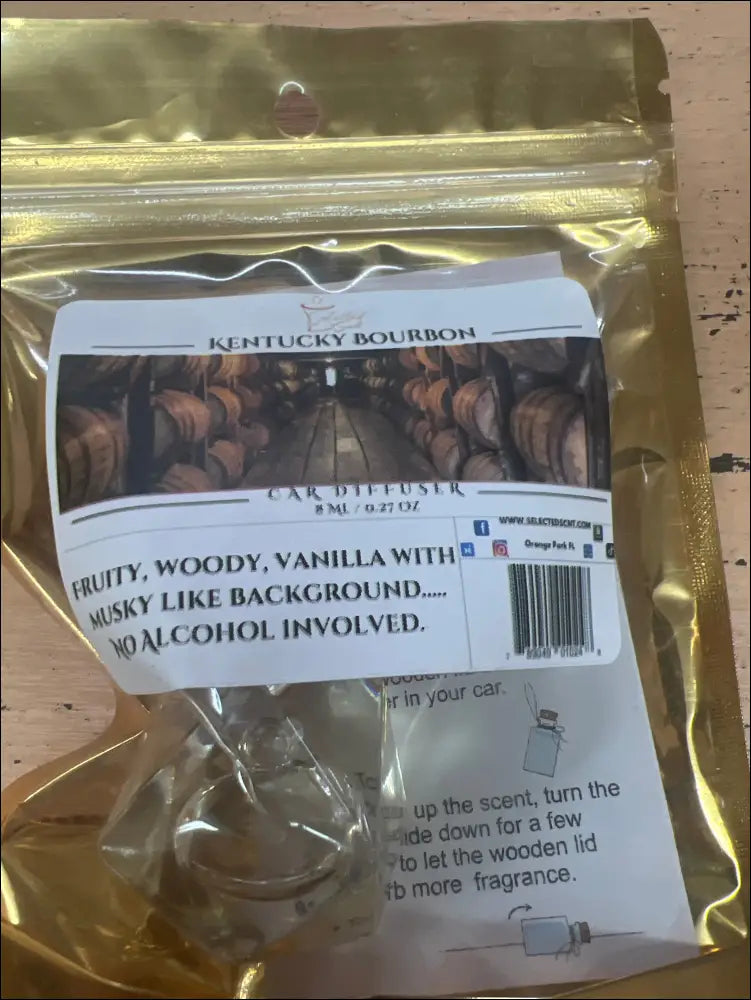 KENTUCKY BOURBON
CAR DIFFUSER
8 ML / 0.27 OZ
FRUITY, WOODY, VANILLA WITH
MUSKY LIKE BACKGROUND.....
NO ALCOHOL INVOLVED.
WWW.SELECTEDSCNT.COM
Orange Park FL
r in your car.
up the scent, turn the
ide down for a few
to let the wooden lid
rb more fragrance.